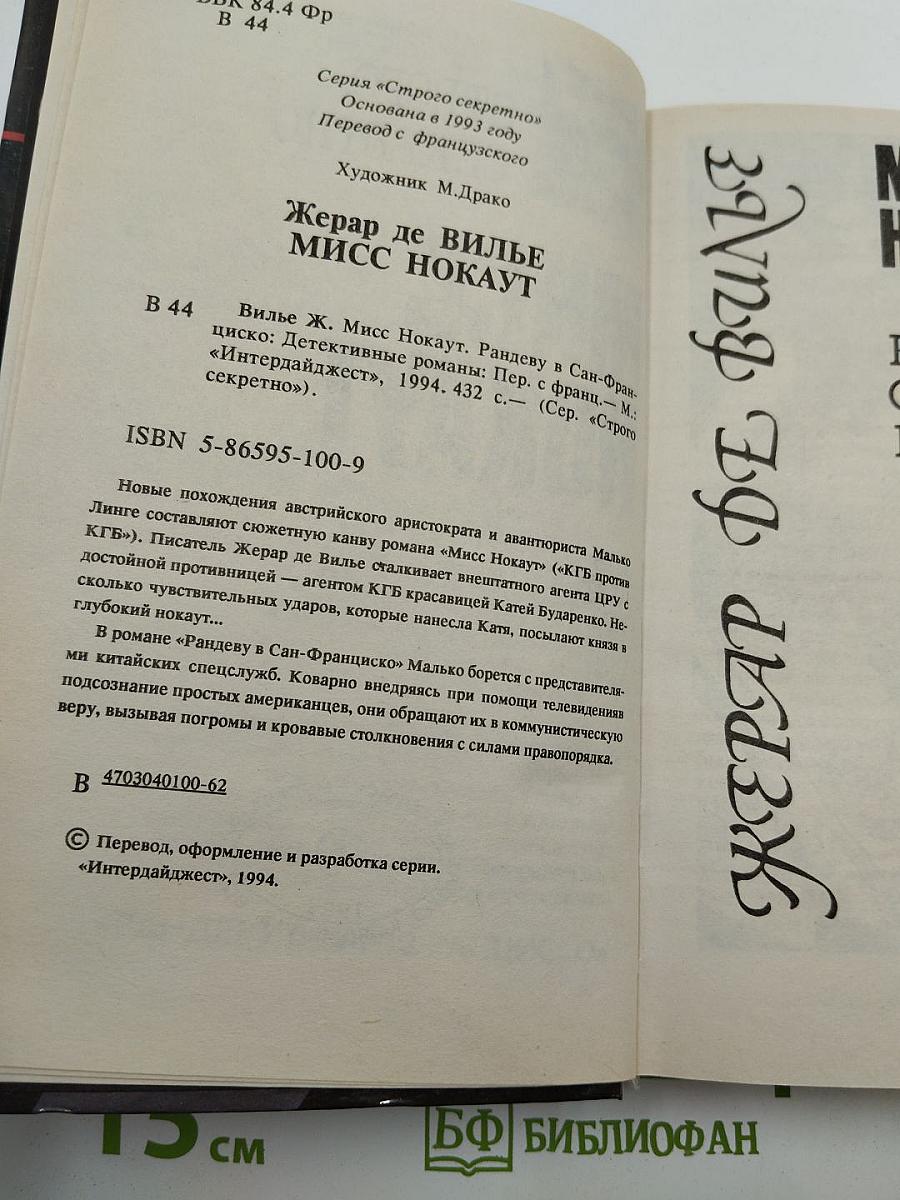 ББК 84.4 Фр
В 44
Серия «Строго секретно»
Основана в 1993 году
Перевод с французского
Художник М.Драко
Жерар де ВИЛЬЕ
МИСС НОКАУТ
В 44 Вилье Ж. Мисс Нокаут. Рандеву в Сан-Фран-
циско: Детективные романы: Пер. с франц.— М.:
«Интердайджест», 1994. 432 с.— (Сер. «Строго
секретно»).
ISBN 5-86595-100-9
Новые похождения австрийского аристократа и авантюриста Малько
Линге составляют сюжетную канву романа «Мисс Нокаут» («КГБ против
КГБ»). Писатель Жерар де Вилье сталкивает внештатного агента ЦРУ с
достойной противницей — агентом КГБ красавицей Катей Бударенко. Не-
сколько чувствительных ударов, которые нанесла Катя, посылают князя в
глубокий нокаут...
В романе «Рандеву в Сан-Франциско» Малько борется с представителя-
ми китайских спецслужб. Коварно внедряясь при помощи телевиденияв
подсознание простых американцев, они обращают их в коммунистическую
веру, вызывая погромы и кровавые столкновения с силами правопорядка.
В 4703040100-62
© Перевод, оформление и разработка серии.
«Интердайджест», 1994.
ЖЕРАР ДЕ ВИЛЬЕ
15 см
БФ БИБЛИОФАН